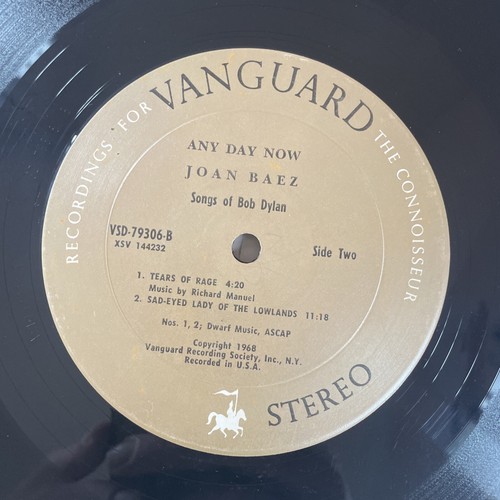 RECORDINGS FOR VANGUARD THE CONNOISSEUR
ANY DAY NOW
JOAN BAEZ
Songs of Bob Dylan
VSD-79306-B
XSV 144232
Side Two
1. TEARS OF RAGE 4:20
Music by Richard Manuel
2. SAD-EYED LADY OF THE LOWLANDS 11:18
Nos. 1, 2; Dwarf Music, ASCAP
Copyright 1968
Vanguard Recording Society, Inc., N.Y.
Recorded in U.S.A.
STEREO